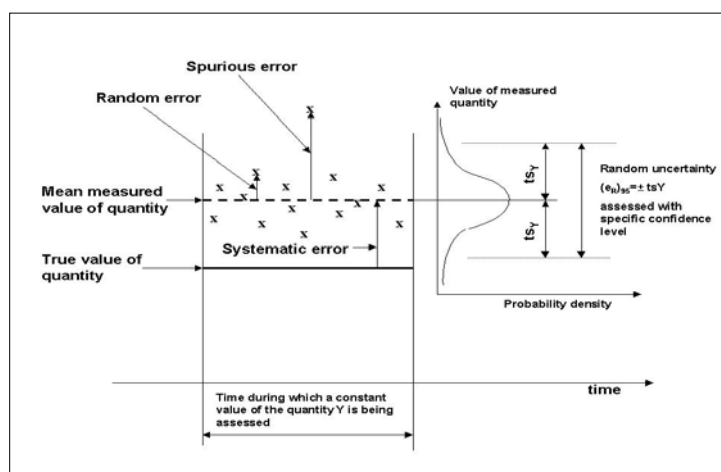 Spurious error
Random error
Mean measured
value of quantity
True value of
quantity
Systematic error
x
x
x
x
x
x
x
x
x
x
x
x
x
x
Value of measured
quantity
tsY
tsY
Random uncertainty
(eR)95=± tsY
assessed with
specific confidence
level
Probability density
time
Time during which a constant
value of the quantity Y is being
assessed